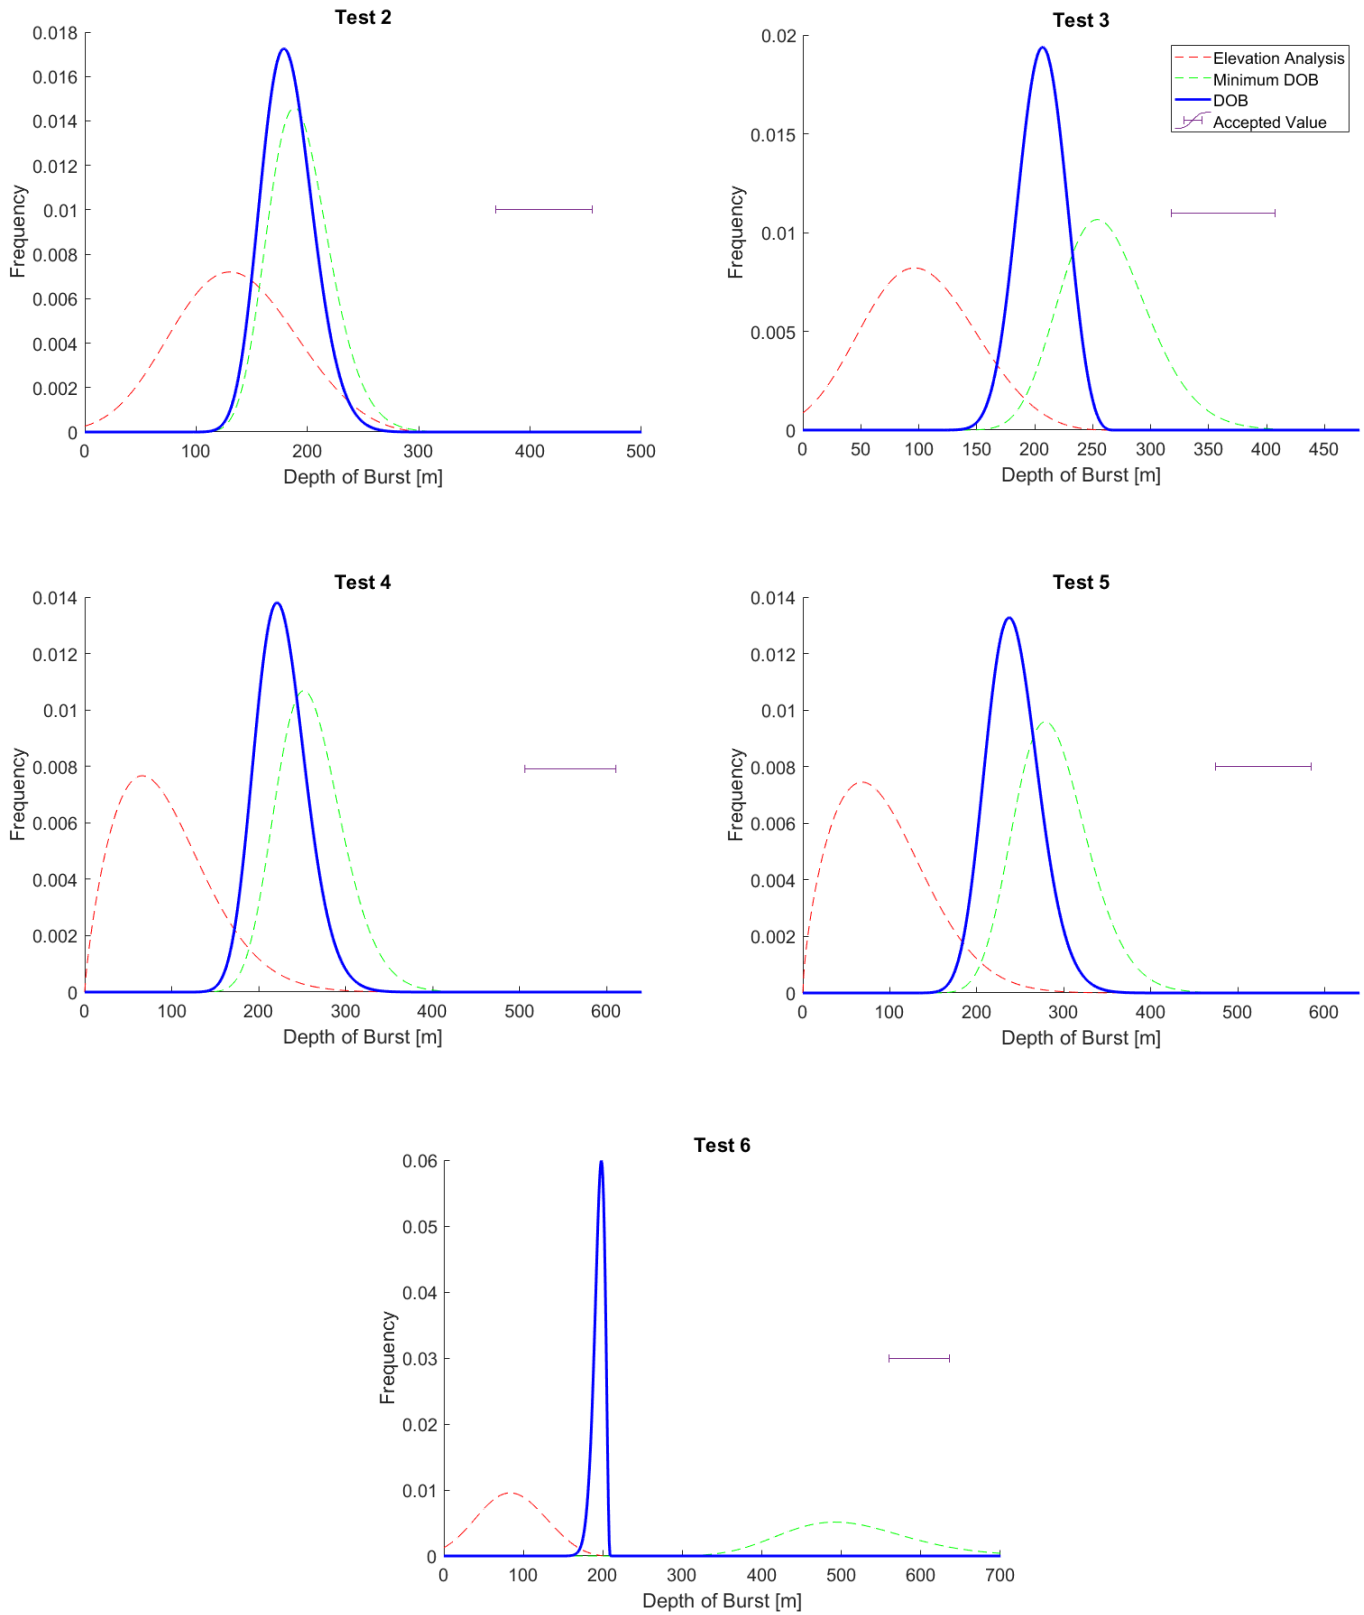 Test 2
0.018
0.016
0.014
0.012
0.01
0.008
0.006
0.004
0.002
0
Frequency
0 100 200 300 400 500
Depth of Burst [m]
Test 3
0.02
0.015
0.01
0.005
0
Frequency
Elevation Analysis
Minimum DOB
DOB
Accepted Value
0 50 100 150 200 250 300 350 400 450
Depth of Burst [m]
Test 4
0.014
0.012
0.01
0.008
0.006
0.004
0.002
0
Frequency
0 100 200 300 400 500 600
Depth of Burst [m]
Test 5
0.014
0.012
0.01
0.008
0.006
0.004
0.002
0
Frequency
0 100 200 300 400 500 600
Depth of Burst [m]
Test 6
0.06
0.05
0.04
0.03
0.02
0.01
0
Frequency
0 100 200 300 400 500 600 700
Depth of Burst [m]